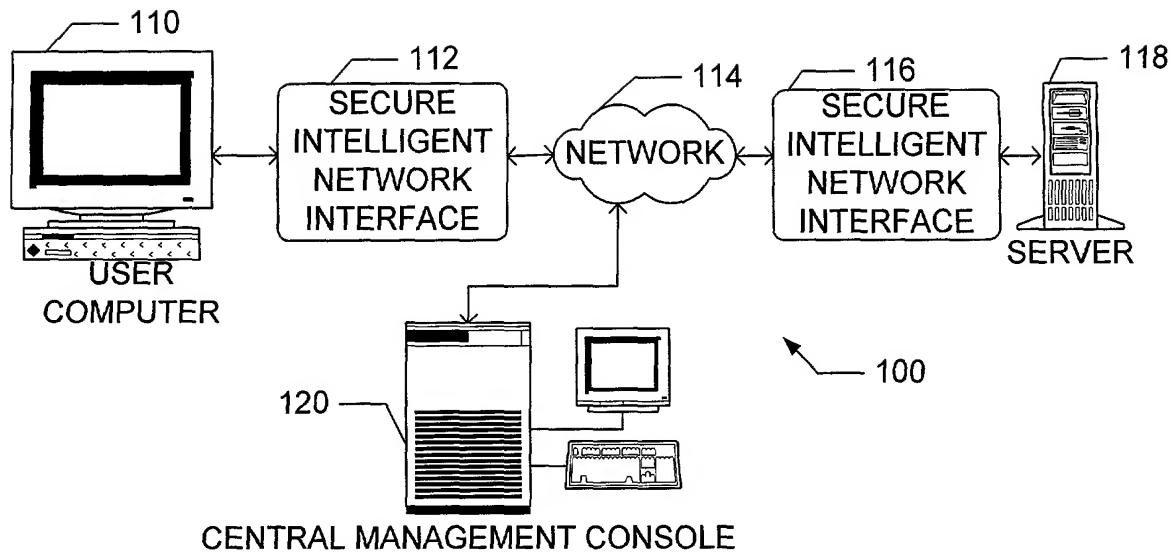 110
112
114
116
118
SECURE
INTELLIGENT
NETWORK
INTERFACE
NETWORK
SECURE
INTELLIGENT
NETWORK
INTERFACE
USER
COMPUTER
SERVER
120
100
CENTRAL MANAGEMENT CONSOLE